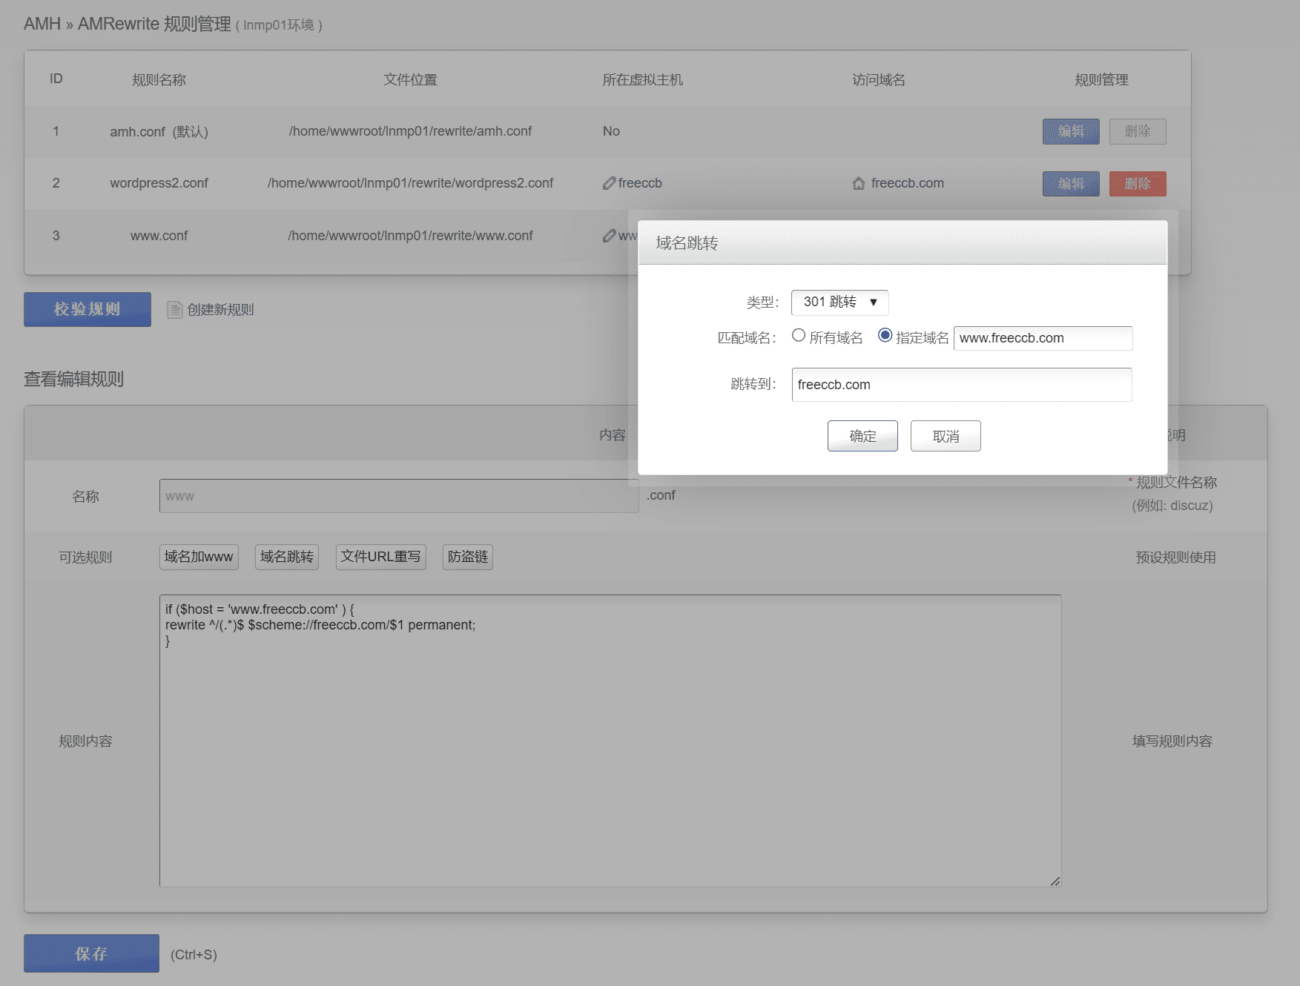 AMH » AMRewrite 规则管理 ( lnmp01环境 )
ID 规则名称 文件位置 所在虚拟主机 访问域名 规则管理
1 amh.conf (默认) /home/wwwroot/lnmp01/rewrite/amh.conf No 编辑 删除
2 wordpress2.conf /home/wwwroot/lnmp01/rewrite/wordpress2.conf freeccb freeccb.com 编辑 删除
3 www.conf /home/wwwroot/lnmp01/rewrite/www.conf ww
域名跳转
类型: 301 跳转
匹配域名: 所有域名 指定域名 www.freeccb.com
跳转到: freeccb.com
确定 取消
校验规则 创建新规则
查看编辑规则
内容 明
名称 www .conf * 规则文件名称
(例如: discuz)
可选规则 域名加www 域名跳转 文件URL重写 防盗链 预设规则使用
规则内容 填写规则内容
if ($host = 'www.freeccb.com' ) {
rewrite ^/(.*)$ $scheme://freeccb.com/$1 permanent;
}
保存 (Ctrl+S)